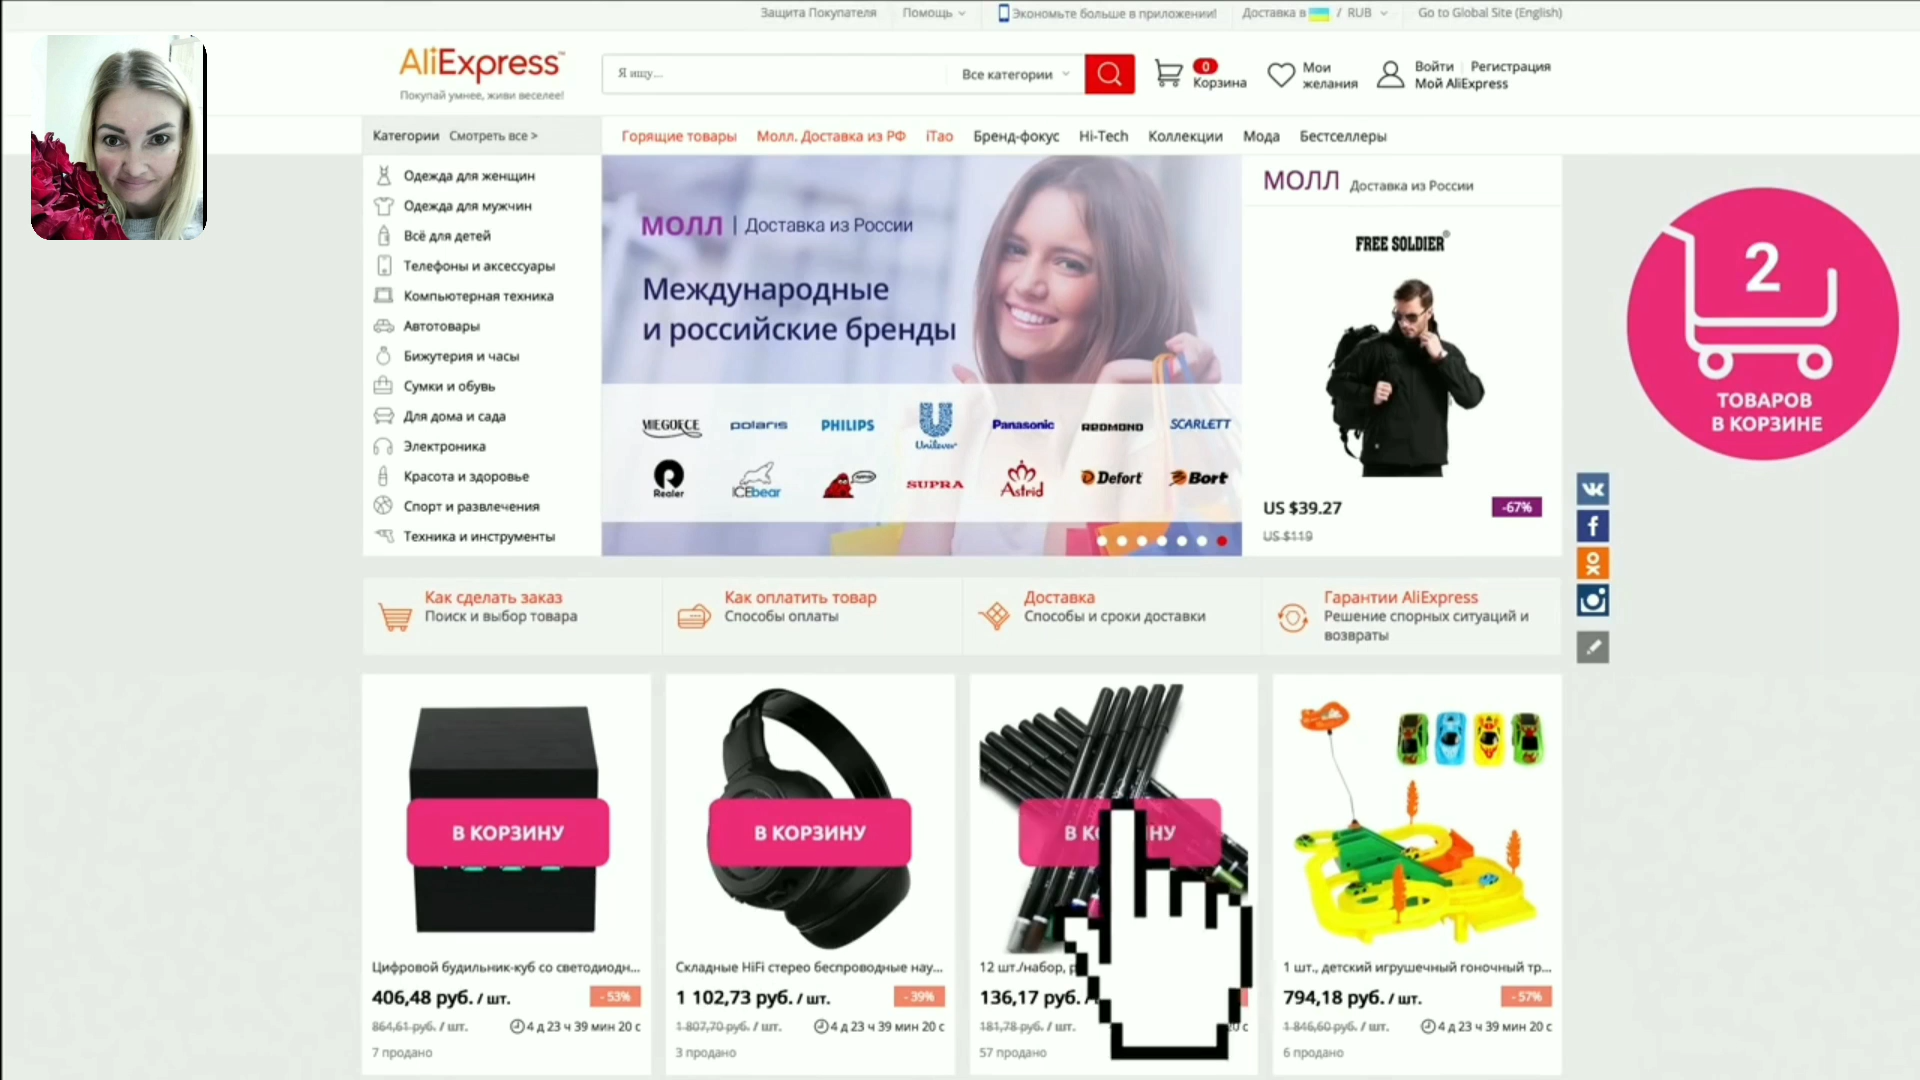 Защита Покупателя
Помощь
Экономьте больше в приложении!
Доставка в / RUB
Go to Global Site (English)
AliExpress™
Покупай умнее, живи веселее!
Я ищу...
Все категории
0
Корзина
Мои
желания
Войти | Регистрация
Мой AliExpress
Категории Смотреть все >
Горящие товары
Молл. Доставка из РФ
iTao
Бренд-фокус
Hi-Tech
Коллекции
Мода
Бестселлеры
Одежда для женщин
Одежда для мужчин
Всё для детей
Телефоны и аксессуары
Компьютерная техника
Автотовары
Бижутерия и часы
Сумки и обувь
Для дома и сада
Электроника
Красота и здоровье
Спорт и развлечения
Техника и инструменты
МОЛЛ | Доставка из России
Международные
и российские бренды
polaris
PHILIPS
Unilever
Panasonic
REDMOND
SCARLETT
Realer
ICEbear
SUPRA
Astrid
Defort
Bort
МОЛЛ Доставка из России
FREE SOLDIER®
US $39.27
-67%
US $119
2
ТОВАРОВ
В КОРЗИНЕ
Как сделать заказ
Поиск и выбор товара
Как оплатить товар
Способы оплаты
Доставка
Способы и сроки доставки
Гарантии AliExpress
Решение спорных ситуаций и
возвраты
В КОРЗИНУ
Цифровой будильник-куб со светодиодн...
406,48 руб. / шт.
- 53%
864,61 руб. / шт.
4 д 23 ч 39 мин 20 с
7 продано
В КОРЗИНУ
Складные HiFi стерео беспроводные нау...
1 102,73 руб. / шт.
- 39%
1 807,70 руб. / шт.
4 д 23 ч 39 мин 20 с
3 продано
12 шт./набор,
136,17 руб.
181,78 руб. / шт.
57 продано
1 шт., детский игрушечный гоночный тр...
794,18 руб. / шт.
- 57%
1 846,60 руб. / шт.
4 д 23 ч 39 мин 20 с
6 продано